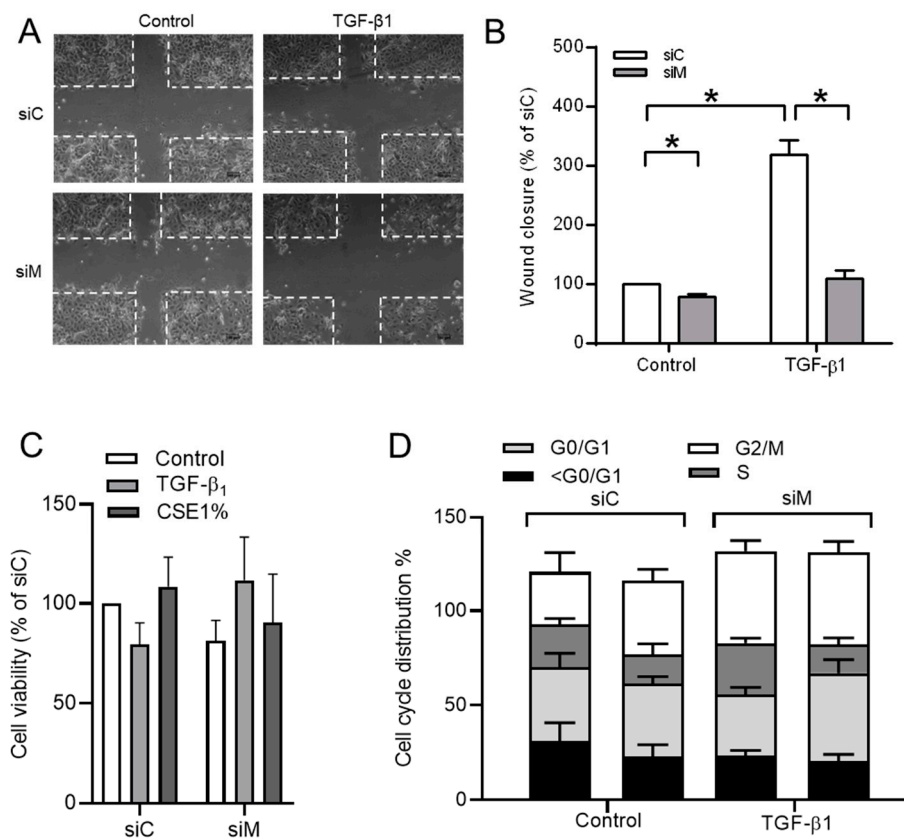 A
Control
TGF-β1
siC
siM
B
500
400
300
200
100
0
Wound closure (% of siC)
siC
siM
*
*
*
Control
TGF-β1
C
Control
TGF-β₁
CSE1%
150
100
50
0
Cell viability (% of siC)
siC
siM
D
G0/G1
G2/M
<G0/G1
S
siC
siM
150
100
50
0
Cell cycle distribution %
Control
TGF-β1